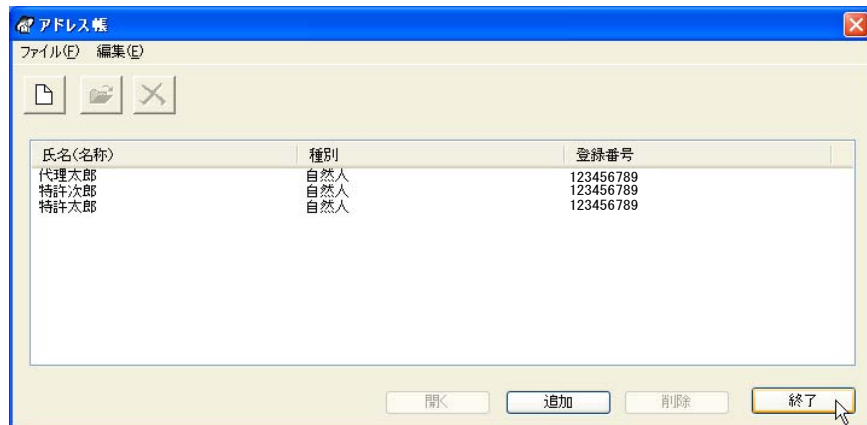 アドレス帳
ファイル(F) 編集(E)
氏名(名称) 種別 登録番号
代理太郎 自然人 123456789
特許次郎 自然人 123456789
特許太郎 自然人 123456789
開く 追加 削除 終了